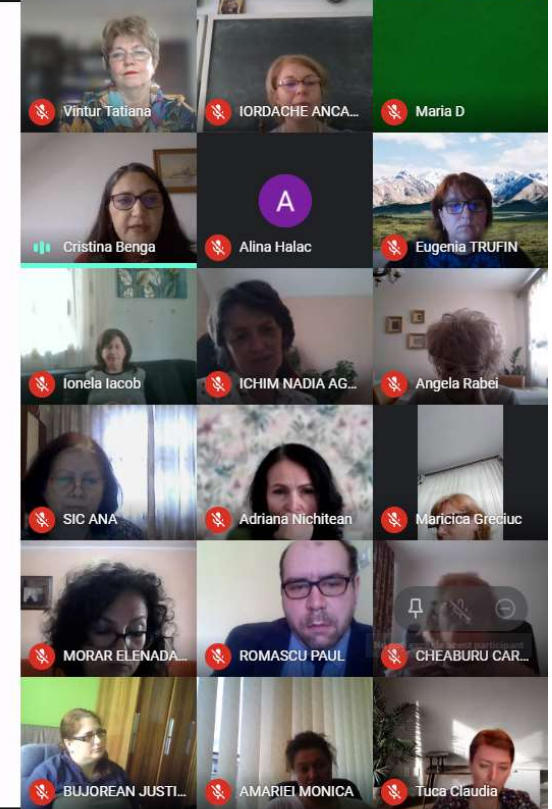 Vintur Tatiana
IORDACHE ANCA...
Maria D
Cristina Benga
A
Alina Halac
Eugenia TRUFIN
Ionela Iacob
ICHIM NADIA AG...
Angela Rabei
SIC ANA
Adriana Nichitean
Maricica Greciuc
MORAR ELENADA...
ROMASCU PAUL
participant
CHEABURU CAR...
BUJOREAN JUSTI...
AMARIEI MONICA
Tuca Claudia